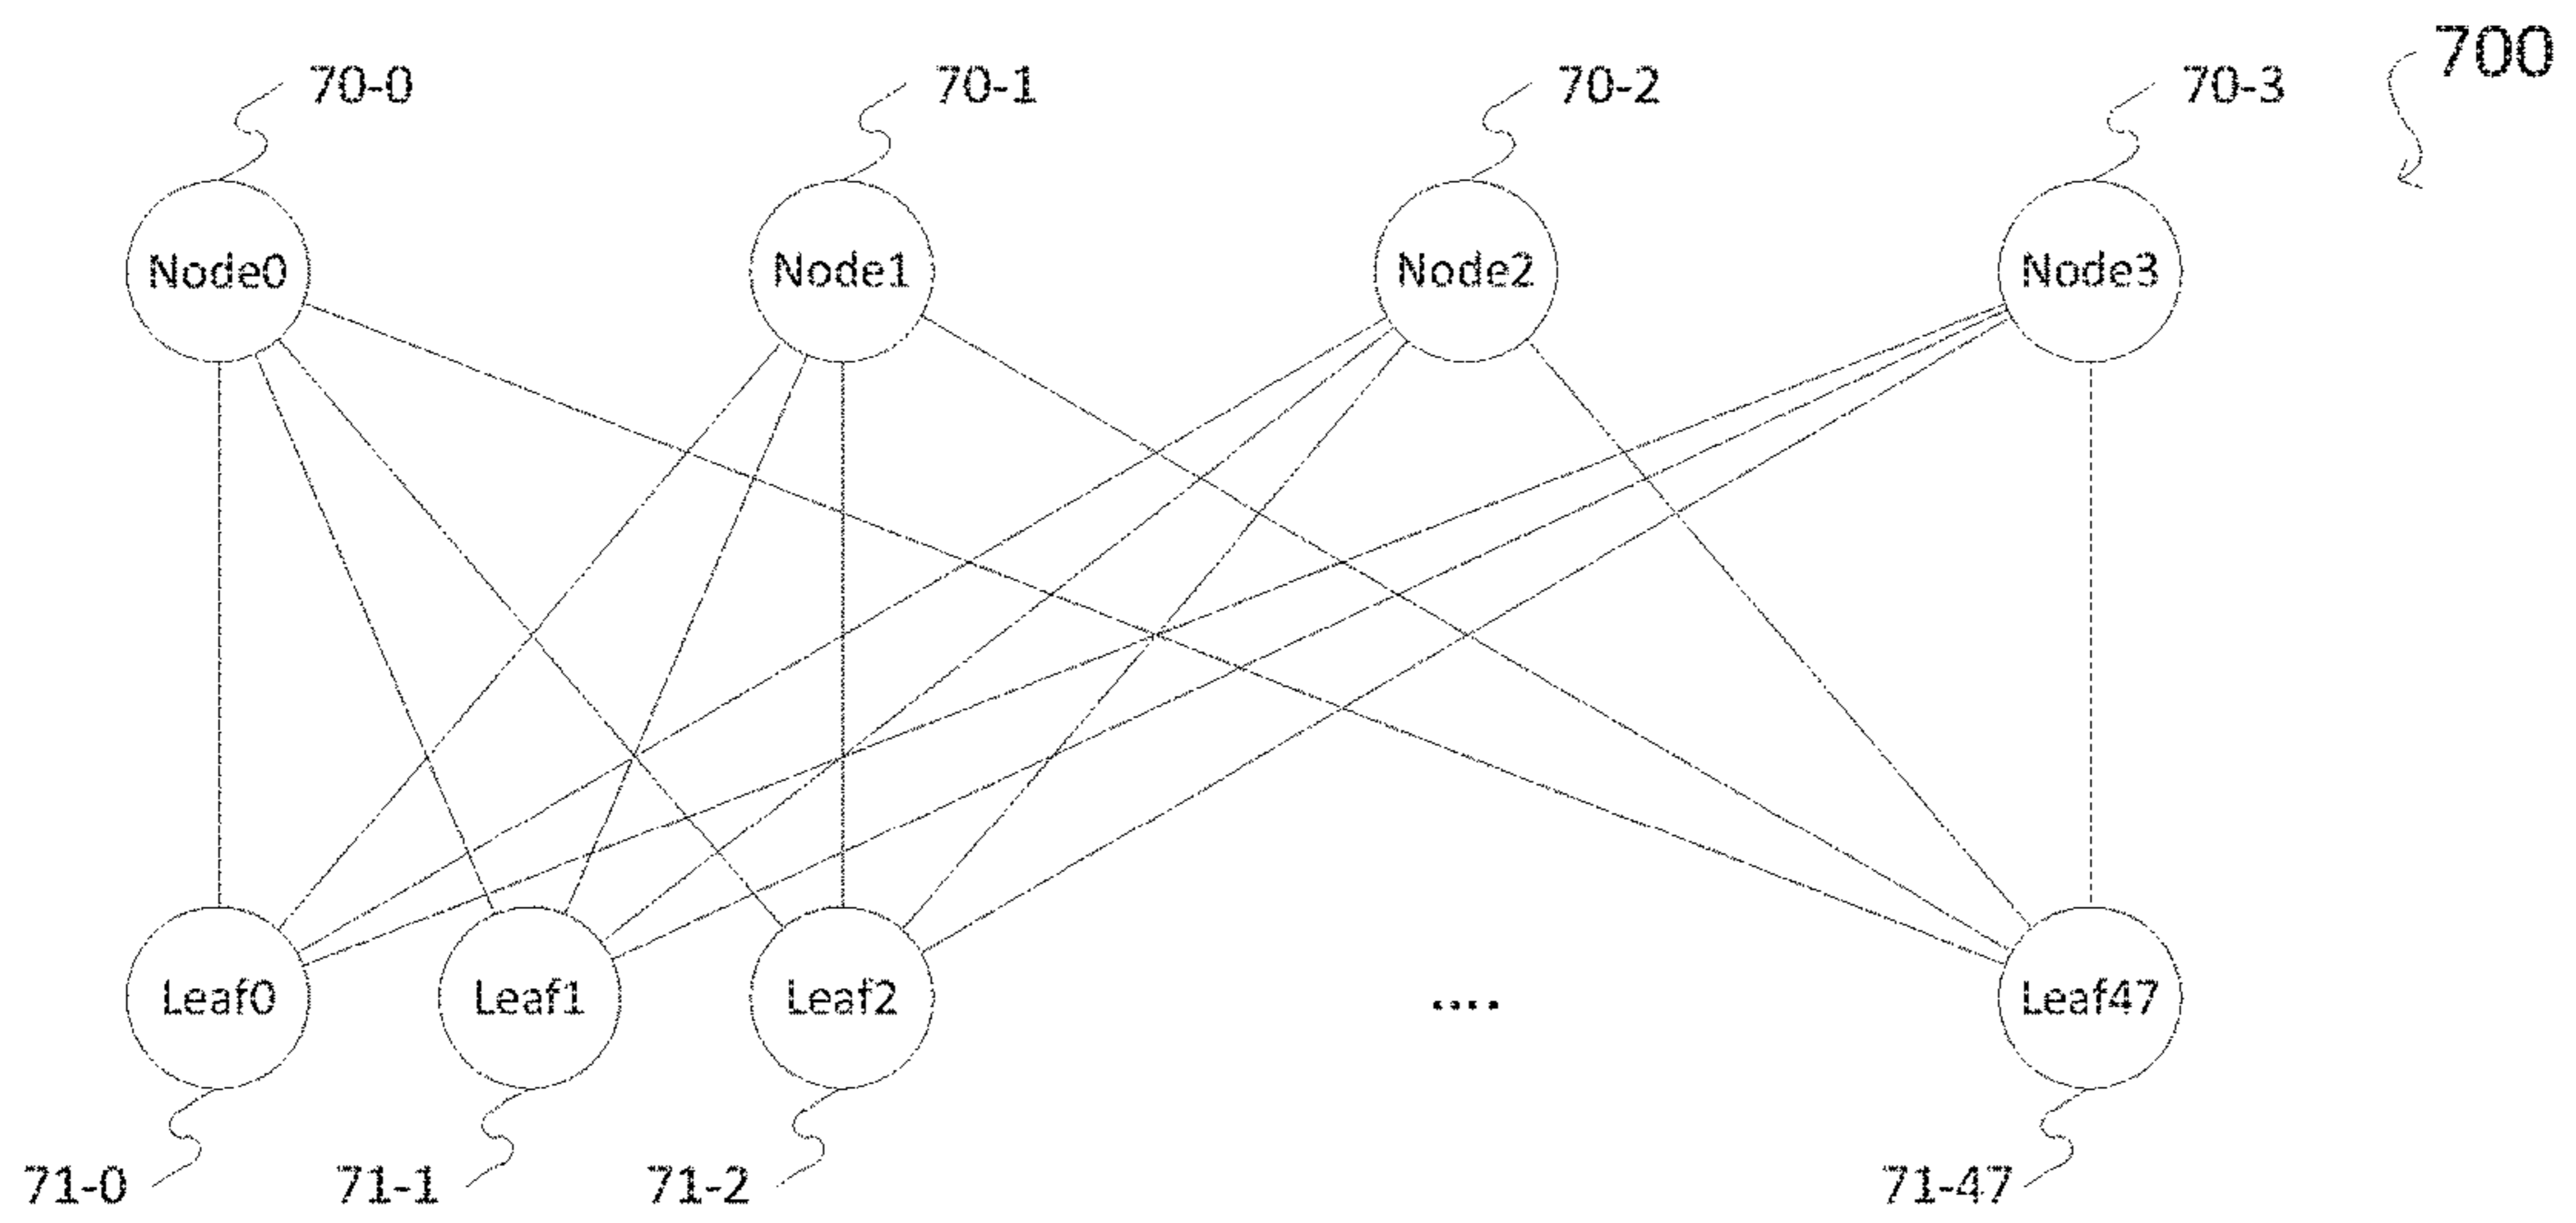 700
70-0 70-1 70-2 70-3
Node0 Node1 Node2 Node3
Leaf0 Leaf1 Leaf2 .... Leaf47
71-0 71-1 71-2 71-47